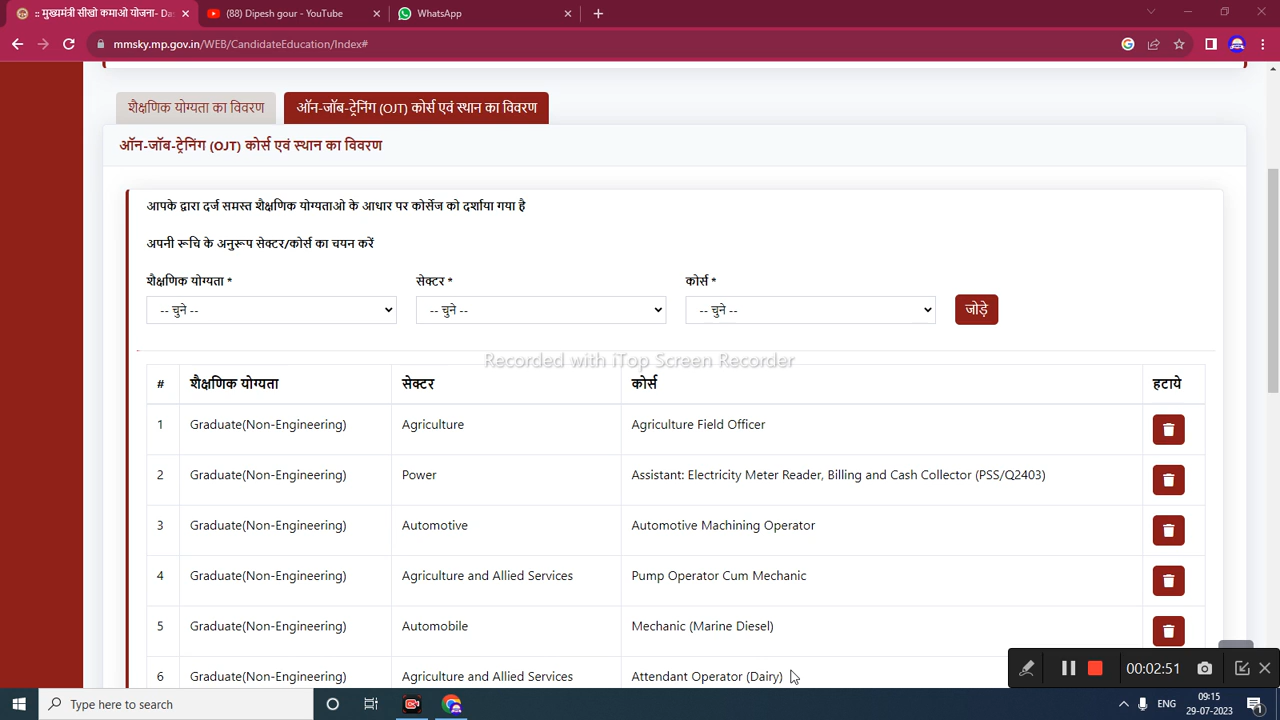 :: मुख्यमंत्री सीखो कमाओ योजना- Da
(88) Dipesh gour - YouTube
WhatsApp
mmsky.mp.gov.in/WEB/CandidateEducation/Index#
शैक्षणिक योग्यता का विवरण
ऑन-जॉब-ट्रेनिंग (OJT) कोर्स एवं स्थान का विवरण
ऑन-जॉब-ट्रेनिंग (OJT) कोर्स एवं स्थान का विवरण
आपके द्वारा दर्ज समस्त शैक्षणिक योग्यताओ के आधार पर कोर्सेज को दर्शाया गया है
अपनी रूचि के अनुरूप सेक्टर/कोर्स का चयन करें
शैक्षणिक योग्यता * सेक्टर * कोर्स *
-- चुने -- -- चुने -- -- चुने -- जोड़े
Recorded with iTop Screen Recorder
# शैक्षणिक योग्यता सेक्टर कोर्स हटाये
1 Graduate(Non-Engineering) Agriculture Agriculture Field Officer
2 Graduate(Non-Engineering) Power Assistant: Electricity Meter Reader, Billing and Cash Collector (PSS/Q2403)
3 Graduate(Non-Engineering) Automotive Automotive Machining Operator
4 Graduate(Non-Engineering) Agriculture and Allied Services Pump Operator Cum Mechanic
5 Graduate(Non-Engineering) Automobile Mechanic (Marine Diesel)
6 Graduate(Non-Engineering) Agriculture and Allied Services Attendant Operator (Dairy)
00:02:51
Type here to search
ENG
09:15
29-07-2023